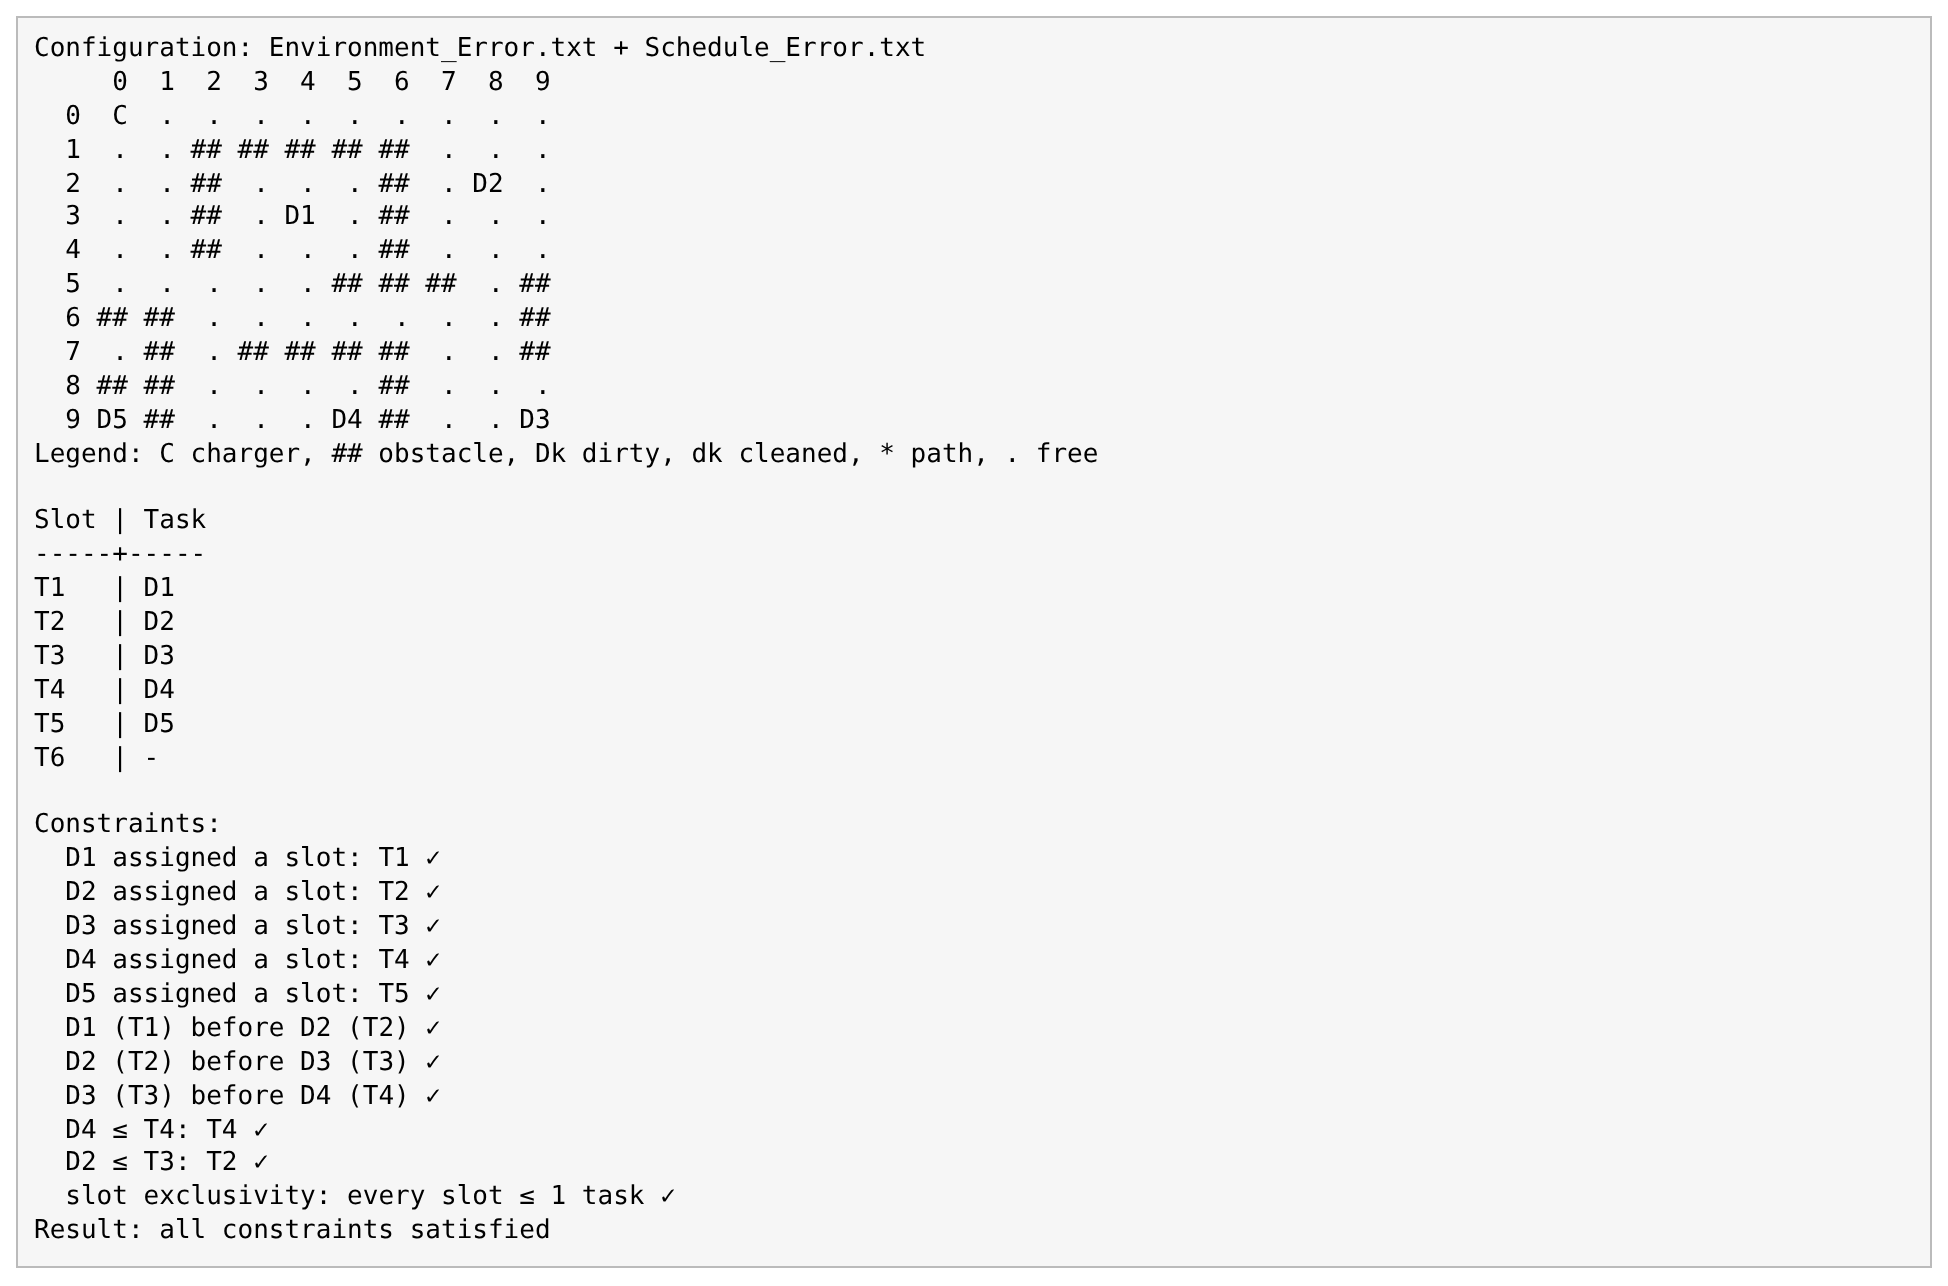 Configuration: Environment_Error.txt + Schedule_Error.txt
     0  1  2  3  4  5  6  7  8  9
  0  C  .  .  .  .  .  .  .  .  .
  1  .  . ## ## ## ## ##  .  .  .
  2  .  . ##  .  .  . ##  . D2  .
  3  .  . ##  . D1  . ##  .  .  .
  4  .  . ##  .  .  . ##  .  .  .
  5  .  .  .  .  . ## ## ##  . ##
  6 ## ##  .  .  .  .  .  .  . ##
  7  . ##  . ## ## ## ##  .  . ##
  8 ## ##  .  .  .  . ##  .  .  .
  9 D5 ##  .  .  . D4 ##  .  . D3
Legend: C charger, ## obstacle, Dk dirty, dk cleaned, * path, . free

Slot | Task
-----+-----
T1   | D1
T2   | D2
T3   | D3
T4   | D4
T5   | D5
T6   | -

Constraints:
  D1 assigned a slot: T1 ✓
  D2 assigned a slot: T2 ✓
  D3 assigned a slot: T3 ✓
  D4 assigned a slot: T4 ✓
  D5 assigned a slot: T5 ✓
  D1 (T1) before D2 (T2) ✓
  D2 (T2) before D3 (T3) ✓
  D3 (T3) before D4 (T4) ✓
  D4 ≤ T4: T4 ✓
  D2 ≤ T3: T2 ✓
  slot exclusivity: every slot ≤ 1 task ✓
Result: all constraints satisfied